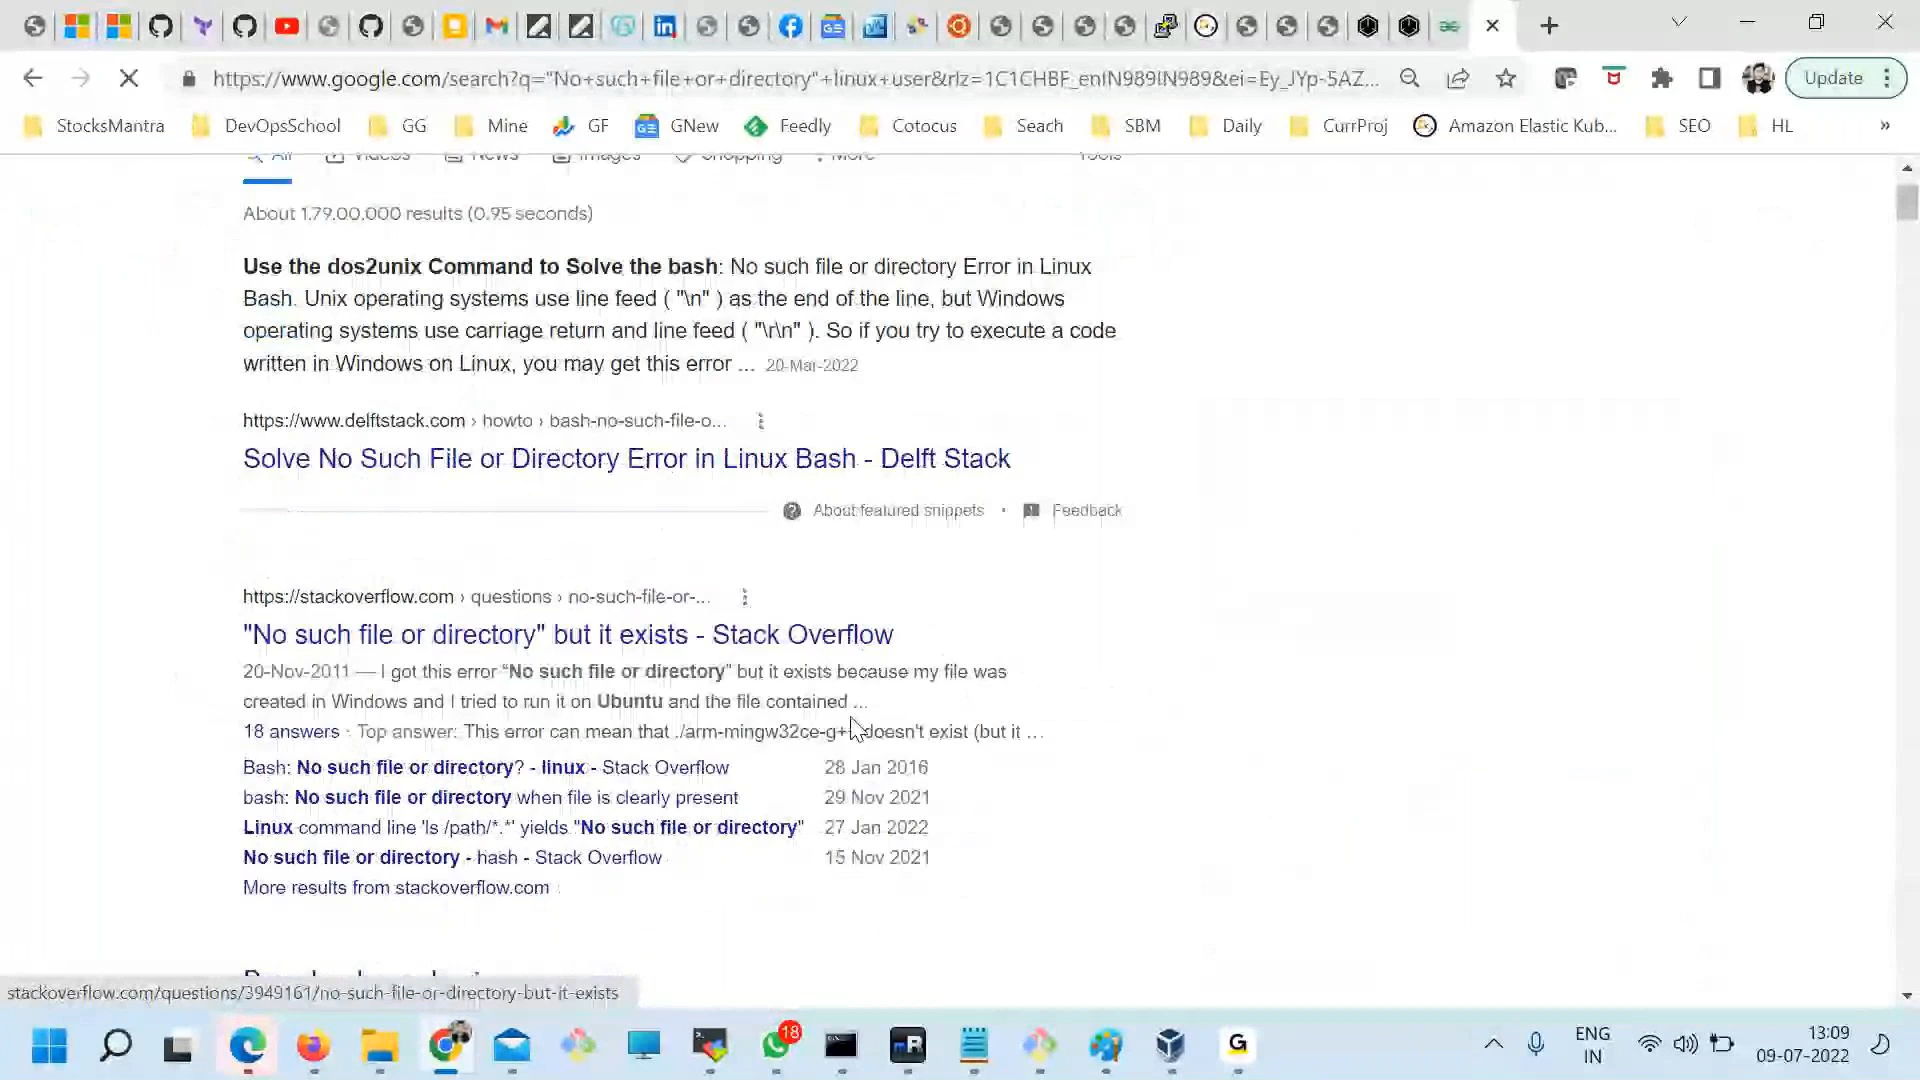 https://www.google.com/search?q="No+such+file+or+directory"+linux+user&rlz=1C1CHBF_enIN989IN989&ei=Ey_JYp-5AZ...
Update
StocksMantra
DevOpsSchool
GG
Mine
GF
GNew
Feedly
Cotocus
Seach
SBM
Daily
CurrProj
Amazon Elastic Kub...
SEO
HL
»
All
Videos
News
Images
Shopping
More
Tools
About 1,79,00,000 results (0.95 seconds)
Use the dos2unix Command to Solve the bash: No such file or directory Error in Linux
Bash. Unix operating systems use line feed ( "\n" ) as the end of the line, but Windows
operating systems use carriage return and line feed ( "\r\n" ). So if you try to execute a code
written in Windows on Linux, you may get this error ... 20-Mar-2022
https://www.delftstack.com › howto › bash-no-such-file-o...
Solve No Such File or Directory Error in Linux Bash - Delft Stack
About featured snippets • Feedback
https://stackoverflow.com › questions › no-such-file-or-...
"No such file or directory" but it exists - Stack Overflow
20-Nov-2011 — I got this error "No such file or directory" but it exists because my file was
created in Windows and I tried to run it on Ubuntu and the file contained ...
18 answers · Top answer: This error can mean that ./arm-mingw32ce-g+ doesn't exist (but it ...
Bash: No such file or directory? - linux - Stack Overflow 28 Jan 2016
bash: No such file or directory when file is clearly present 29 Nov 2021
Linux command line 'ls /path/*.*' yields "No such file or directory" 27 Jan 2022
No such file or directory - hash - Stack Overflow 15 Nov 2021
More results from stackoverflow.com
stackoverflow.com/questions/3949161/no-such-file-or-directory-but-it-exists
18
ENG
IN
13:09
09-07-2022